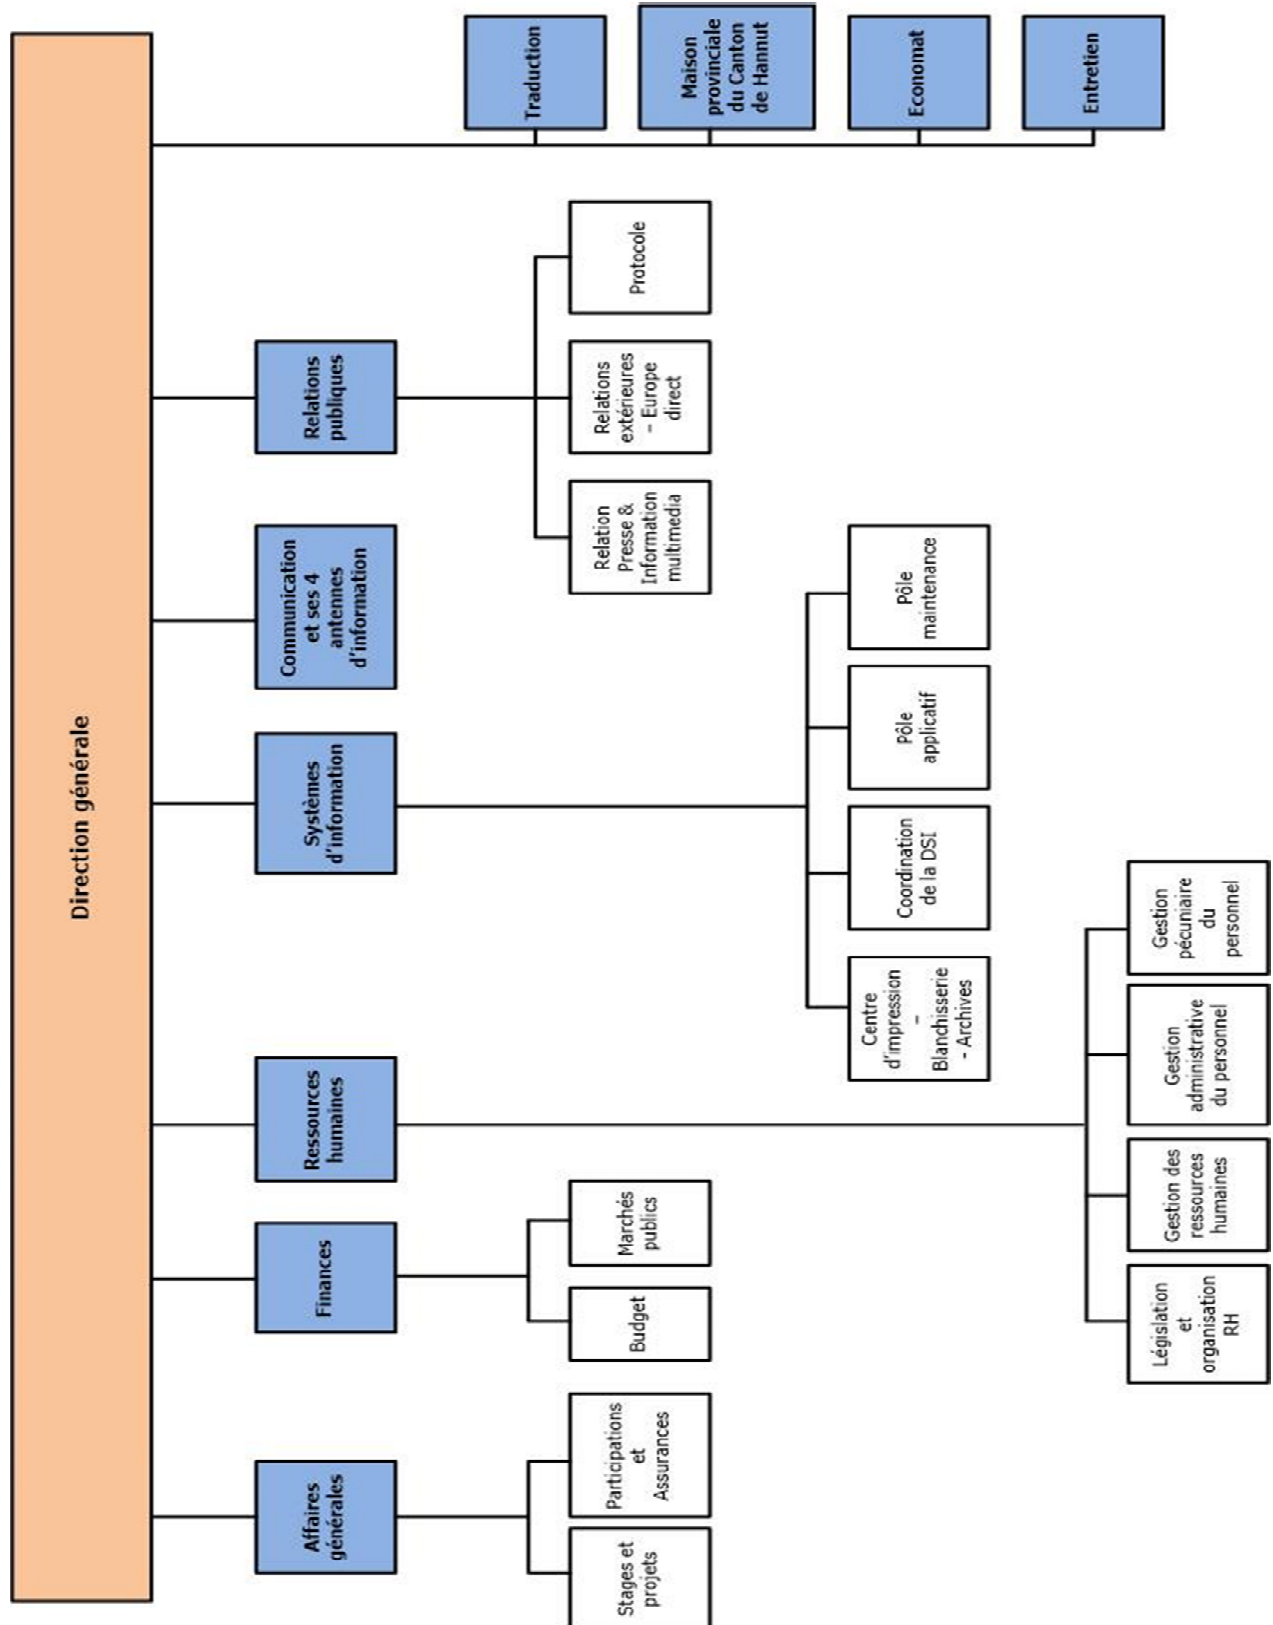 Direction générale
Affaires
générales
Finances
Ressources
humaines
Systèmes
d'information
Communication
et ses 4
antennes
d'information
Relations
publiques
Traduction
Maison
provinciale
du Canton
de Hannut
Economat
Entretien
Stages et
projets
Participations
et
Assurances
Budget
Marchés
publics
Relation
Presse &
Information
multimedia
Relations
extérieures
– Europe
direct
Protocole
Centre
d'impression
–
Blanchisserie
- Archives
Coordination
de la DSI
Pôle
applicatif
Pôle
maintenance
Législation
et
organisation
RH
Gestion des
ressources
humaines
Gestion
administrative
du personnel
Gestion
pécuniaire
du
personnel